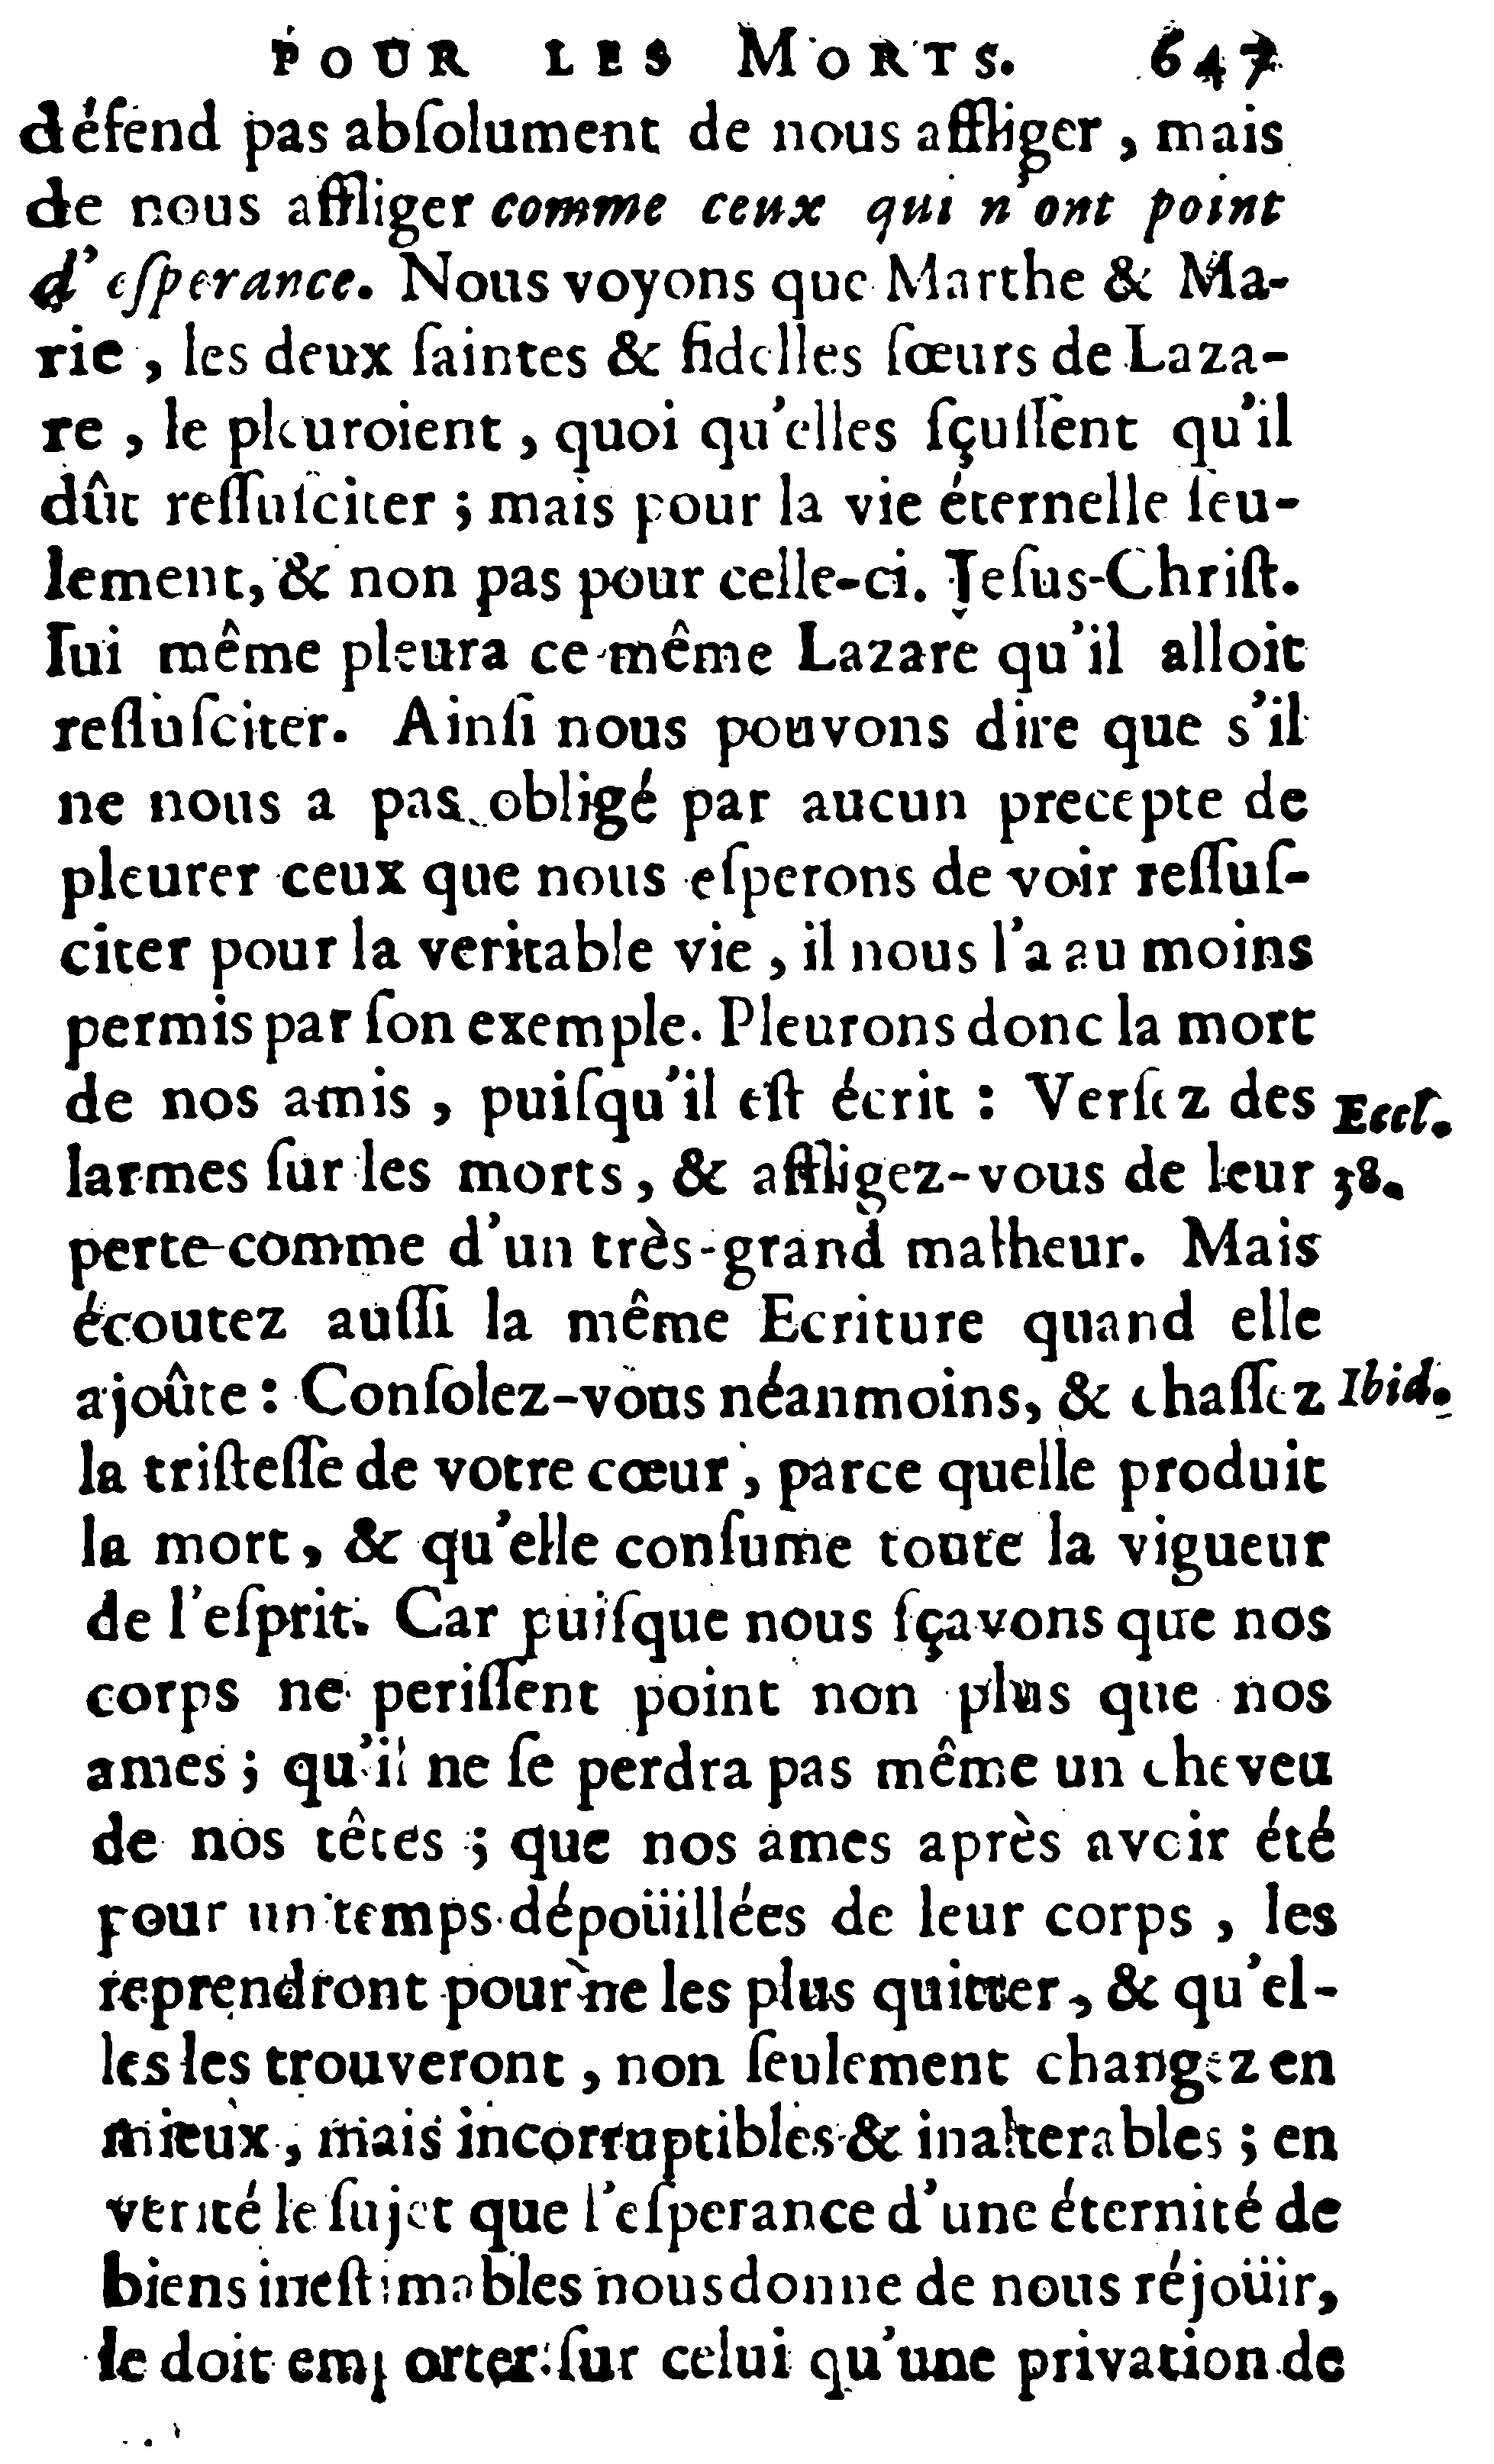 POUR LES MORTS. 647
défend pas abſolument de nous affliger, mais
de nous affliger comme ceux qui n'ont point
d'eſperance. Nous voyons que Marthe & Ma-
rie, les deux ſaintes & fidelles ſœurs de Laza-
re, le pleuroient, quoi qu'elles ſçuſſent qu'il
dût reſſuſciter; mais pour la vie éternelle ſeu-
lement, & non pas pour celle-ci. Jeſus-Chriſt.
lui même pleura ce même Lazare qu'il alloit
reſſuſciter. Ainſi nous pouvons dire que s'il
ne nous a pas obligé par aucun precepte de
pleurer ceux que nous eſperons de voir reſſuſ-
citer pour la veritable vie, il nous l'a au moins
permis par ſon exemple. Pleurons donc la mort
de nos amis, puiſqu'il eſt écrit : Verſez des Eccl.
larmes ſur les morts, & affligez-vous de leur 38.
perte comme d'un très-grand malheur. Mais
écoutez auſſi la même Ecriture quand elle
ajoûte : Conſolez-vous néanmoins, & chaſſez Ibid.
la triſteſſe de votre cœur, parce quelle produit
la mort, & qu'elle conſume toute la vigueur
de l'eſprit. Car puiſque nous ſçavons que nos
corps ne periſſent point non plus que nos
ames; qu'il ne ſe perdra pas même un cheveu
de nos têtes; que nos ames après avoir été
pour un temps dépoüillées de leur corps, les
reprendront pour ne les plus quitter, & qu'el-
les les trouveront, non ſeulement changez en
mieux, mais incorruptibles & inalterables; en
verité le ſujet que l'eſperance d'une éternité de
biens ineſtimables nous donne de nous réjoüir,
le doit emporter ſur celui qu'une privation de